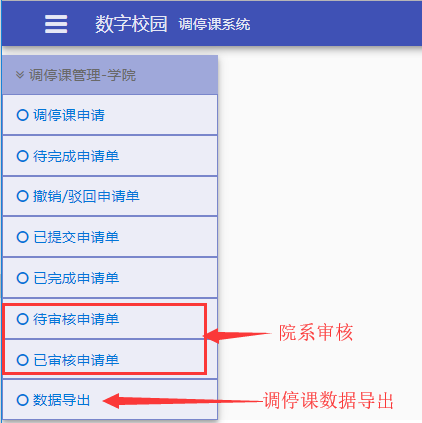 数字校园 调停课系统
调停课管理-学院
调停课申请
待完成申请单
撤销/驳回申请单
已提交申请单
已完成申请单
待审核申请单
院系审核
已审核申请单
数据导出
调停课数据导出